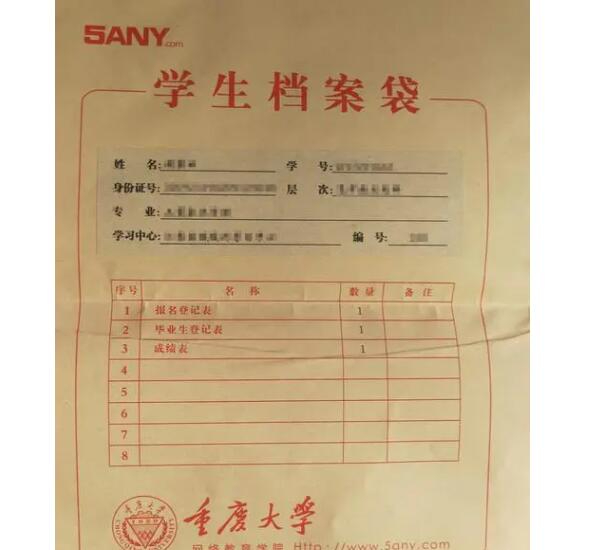 5ANY.com
学生档案袋
姓 名: 学 号:
身份证号: 层 次:
专 业:
学习中心: 编 号:
序号 名 称 数量 备注
1 报名登记表 1
2 毕业生登记表 1
3 成绩表 1
4
5
6
7
8
重庆大学
网络教育学院 Http://www.5any.com